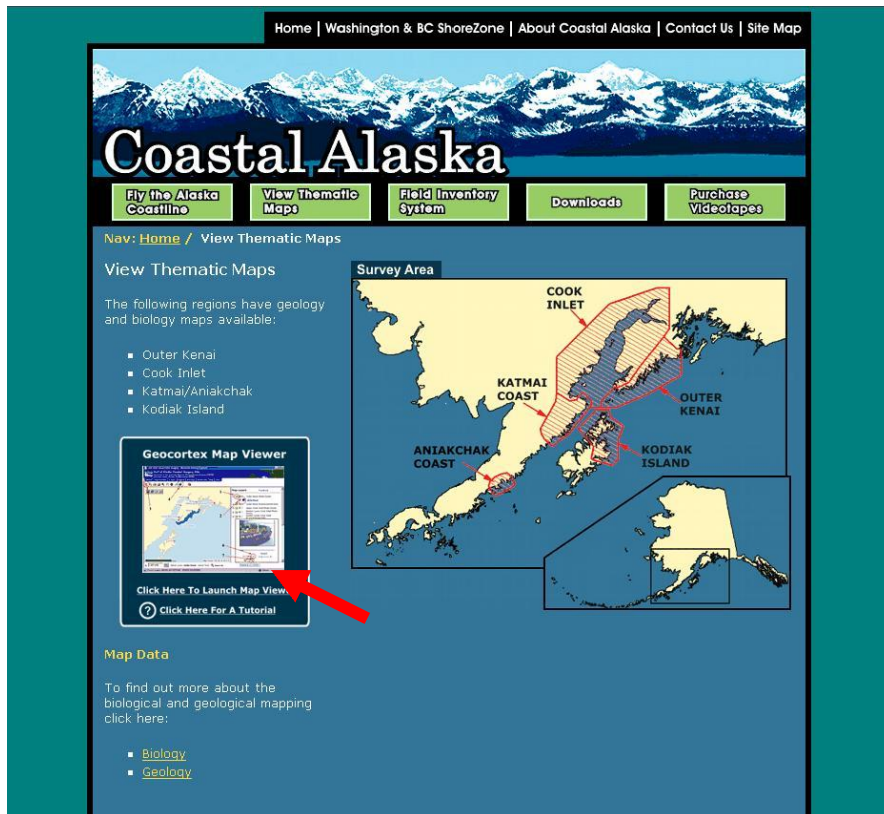 Home | Washington & BC ShoreZone | About Coastal Alaska | Contact Us | Site Map
Coastal Alaska
Fly the Alaska
Coastline
View Thematic
Maps
Field Inventory
System
Downloads
Purchase
Videotapes
Nav: Home / View Thematic Maps
View Thematic Maps
The following regions have geology
and biology maps available:
Outer Kenai
Cook Inlet
Katmai/Aniakchak
Kodiak Island
Geocortex Map Viewer
Click Here To Launch Map View
? Click Here For A Tutorial
Map Data
To find out more about the
biological and geological mapping
click here:
Biology
Geology
Survey Area
COOK
INLET
KATMAI
COAST
OUTER
KENAI
ANIAKCHAK
COAST
KODIAK
ISLAND